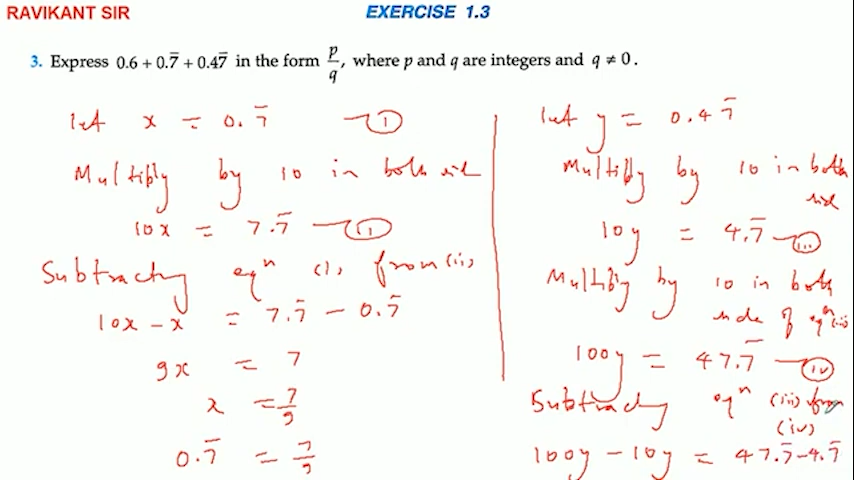 RAVIKANT SIR
EXERCISE 1.3
3. Express 0.6 + 0.7̅ + 0.47̅ in the form p/q, where p and q are integers and q ≠ 0.
let x = 0.7̅ —(i)
Multiply by 10 in both sid
10x = 7.7̅ —(ii)
Subtracting eqⁿ (i) from (ii)
10x – x = 7.7̅ – 0.7̅
9x = 7
x = 7/9
0.7̅ = 7/9
let y = 0.47̅
Multiply by 10 in both
side
10y = 4.7̅ —(iii)
Multiply by 10 in both
side of eqⁿ (iii)
100y = 47.7̅ —(iv)
Subtracting eqⁿ (iii) from
(iv)
100y – 10y = 47.7̅ – 4.7̅